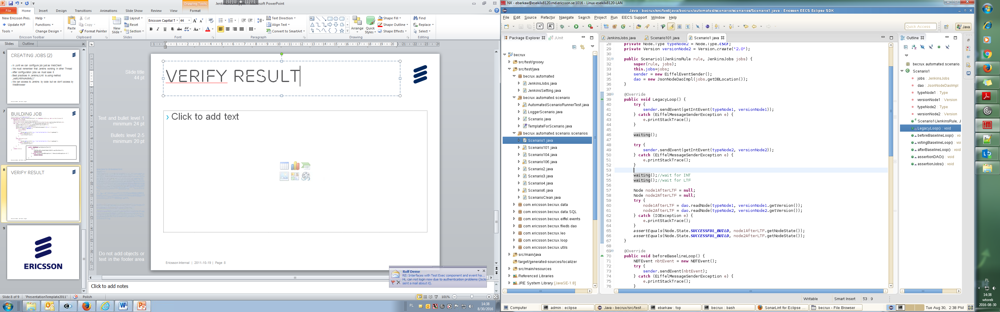 JenkinsInJUnit.pptx - Microsoft PowerPoint
Drawing Tools
File Home Insert Design Transitions Animations Slide Show Review View Format
New Ericsson Pres. Help
Update H/F Functions
Tools Change Design
Ericsson Toolbar
Paste
Cut
Copy
Format Painter
Clipboard
New Slide
Layout
Reset
Section
Slides
Ericsson Capital T 44
Font
Text Direction
Align Text
Convert to SmartArt
Paragraph
Arrange
Quick Styles
Shape Fill
Shape Outline
Shape Effects
Drawing
Find
Replace
Select
Editing
Slides Outline
6
CREATING JOBS (2)
› In Junit we can configure job just as WebClient
› We must remember that Jenkins working in other Thread
› After configuration jobs we must save it
› Best practices in JenkinsJUnit is using method „waitUntilNoActivity()”
› We can access to Jenkins by code but we don't access by WebBrowser
7
BUILDING JOB
8
VERIFY RESULT
9
ERICSSON
Slide title
44 pt
Text and bullet level 1
minimum 24 pt
Bullets level 2-5
minimum 20 pt
Do not add objects or
text in the footer area
VERIFY RESULT
› Click to add text
Ericsson Internal | 2011-10-19 | Page 8
Rolf Deme
RE: Interfaces with Test Exec component and event ha...
Hi, can not login now due to authentication problems (JoJo
sent a mail about it).
Click to add notes
Slide 8 of 9 "PresentationTemplate2011" Polish 101%
PL
14:38
8/30/2016
NX - ebarkaw@esekilx8120.rnd.ericsson.se:1016 - Linux-esekilx8120-LAN
Java - becrux/src/test/java/becrux/automated/scenario/scenarios/Scenario1.java - Ericsson EECS Eclipse SDK
File Edit Source Refactor Navigate Search Project Run EECS Support Window Help
Quick Access
Java
Package Explorer JUnit
becrux
src/test/groovy
src/test/java
becrux.automated
JenkinsJobs.java
JenkinsSetting.java
becrux.automated.scenario
AutomatedScenarioRunnerTest.java
LoggerScenario.java
Scenario.java
TemplateForScenario.java
becrux.automated.scenario.scenarios
Scenario1.java
Scenario101.java
Scenario104.java
Scenario106.java
Scenario2.java
Scenario3.java
Scenario4.java
Scenario6.java
ScenarioClean.java
com.ericsson.becrux.data
com.ericsson.becrux.data.SQL
com.ericsson.becrux.eiffel.events
com.ericsson.becrux.filedb.dao
com.ericsson.becrux.leo
com.ericsson.becrux.loop
com.ericsson.becrux.utils
src/main/java
target/generated-sources/localizer
src/main/resources
Referenced Libraries
JRE System Library [JavaSE-1.8]
JenkinsJobs.java Scenario101.java Scenario1.java
28 private Node.Type typeNode2 = Node.Type.CSCF;
29 private Version versionNode2 = Version.create("2.0");
30
31 public Scenario1(JenkinsRule rule, JenkinsJobs jobs) {
32 super(rule, jobs);
33 this.jobs=jobs;
34 sender = new EiffelEventSender();
35 dao = new JsonNodeDaoImpl(jobs.getDBLocation());
36 }
37
38 @Override
39 public void LegacyLoop() {
40 try {
41 sender.sendEvent(getIntEvent(typeNode1, versionNode1));
42 } catch (EiffelMessageSenderException e) {
43 e.printStackTrace();
44 }
45
46 waiting();
47
48 try {
49 sender.sendEvent(getIntEvent(typeNode2, versionNode2));
50 } catch (EiffelMessageSenderException e) {
51 e.printStackTrace();
52 }
53
54 waiting();//wait for INT
55 waiting();//wait for LTF
56
57 Node node1AfterLTF = null;
58 Node node2AfterLTF = null;
59 try {
60 node1AfterLTF = dao.readNode(typeNode1, versionNode1.getVersion());
61 node2AfterLTF = dao.readNode(typeNode2, versionNode2.getVersion());
62 } catch (IOException e) {
63 e.printStackTrace();
64 }
65 assertEquals(Node.State.SUCCESSFUL_BUILD, node1AfterLTF.getNodeState());
66 assertEquals(Node.State.SUCCESSFUL_BUILD, node2AfterLTF.getNodeState());
67 }
68
69 @Override
70 public void beforeBaselineLoop() {
71 NBTEvent nbtEvent = new NBTEvent();
72 try {
73 sender.sendEvent(nbtEvent);
74 } catch (EiffelMessageSenderException e) {
75 e.printStackTrace();
76 }
Outline
becrux.automated.scenario.
Scenario1
jobs : JenkinsJobs
dao : JsonNodeDaoImpl
typeNode1 : Type
versionNode1 : Version
typeNode2 : Type
versionNode2 : Version
Scenario1(JenkinsRule, J
LegacyLoop() : void
beforeBaselineLoop() : vo
votingBaselineLoop() : voi
afterBaselineLoop() : void
assertionDAO() : void
assertionJobs() : void
Writable Smart Insert 53 : 9
Computer
admin : eclipse
Java - becrux/src/test...
ebarkaw : top
becrux : bash
SonarLint for Eclipse ...
becrux - File Browser
Tue Aug 30, 2:38 PM
PL
14:38
wtorek
2016-08-30